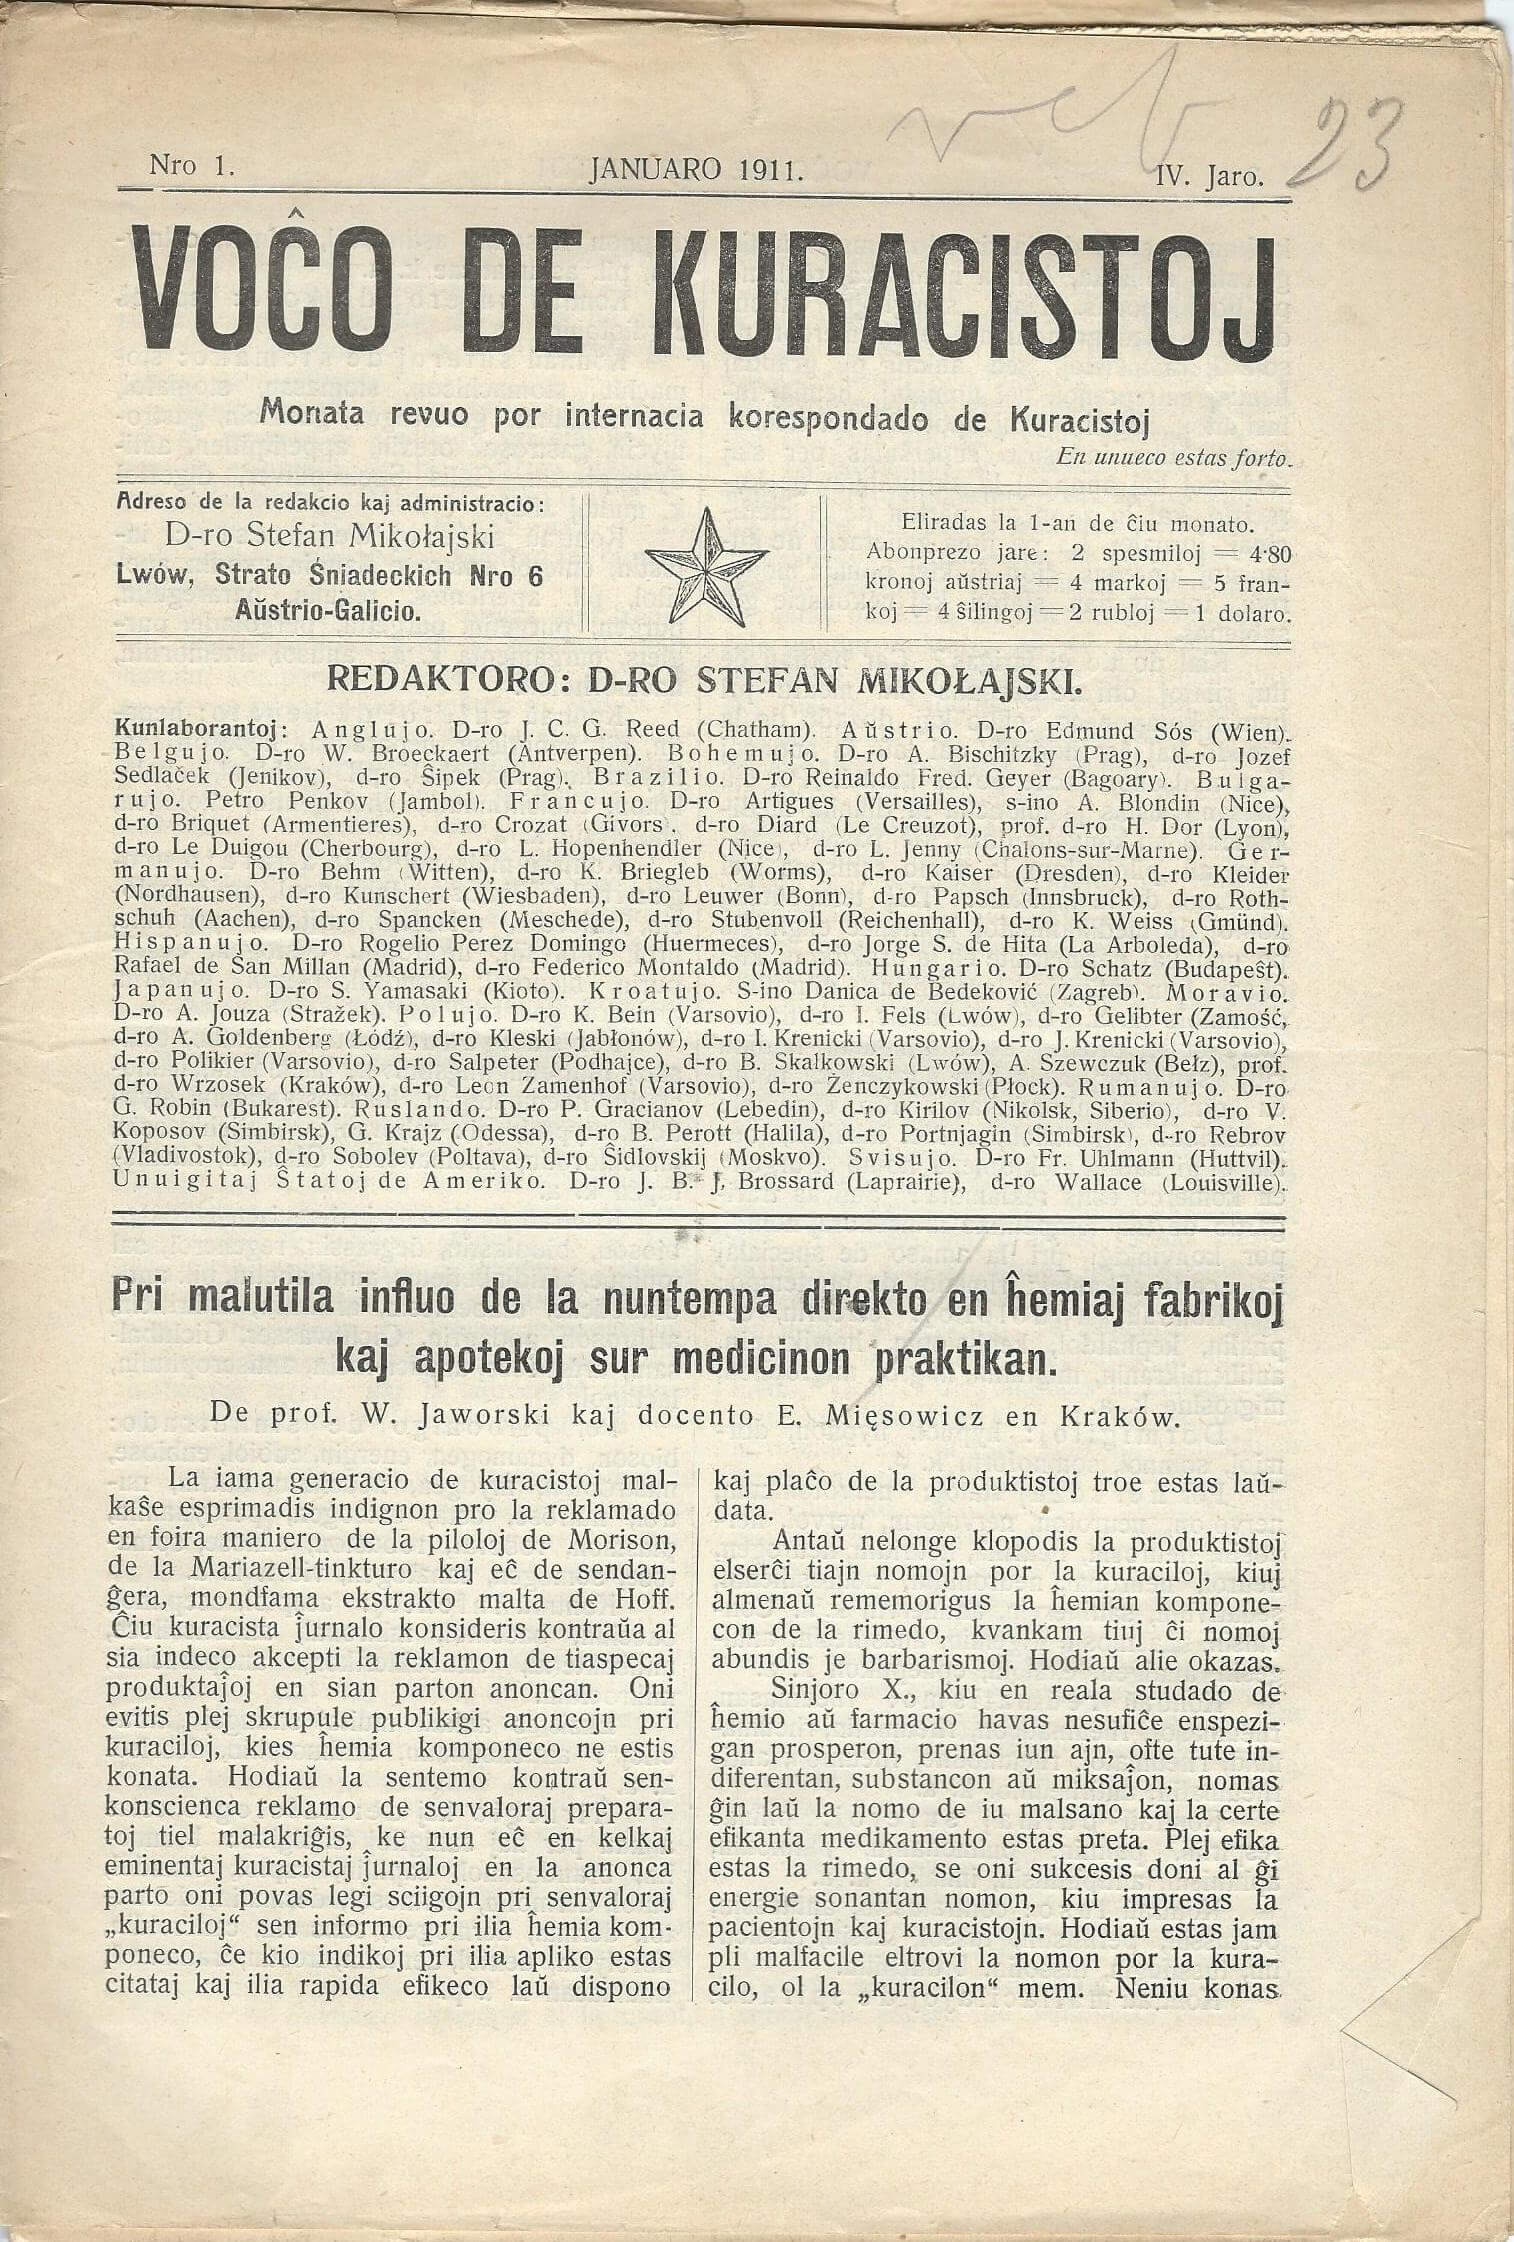 Nro 1.
JANUARO 1911.
IV. Jaro.
23
VOĈO DE KURACISTOJ
Monata revuo por internacia korespondado de Kuracistoj
En unueco estas forto.
Adreso de la redakcio kaj administracio:
D-ro Stefan Mikołajski
Lwów, Strato Śniadeckich Nro 6
Aŭstrio-Galicio.
Eliradas la 1-an de ĉiu monato.
Abonprezo jare: 2 spesmiloj = 4·80
kronoj aŭstriaj = 4 markoj = 5 fran-
koj = 4 ŝilingoj = 2 rubloj = 1 dolaro.
REDAKTORO: D-RO STEFAN MIKOŁAJSKI.
Kunlaborantoj: Anglujo. D-ro J. C. G. Reed (Chatham). Aŭstrio. D-ro Edmund Sós (Wien).
Belgujo. D-ro W. Broeckaert (Antverpen). Bohemujo. D-ro A. Bischitzky (Prag), d-ro Jozef
Sedlaček (Jenikov), d-ro Ŝipek (Prag). Brazilio. D-ro Reinaldo Fred. Geyer (Bagoary). Bulga-
rujo. Petro Penkov (Jambol). Francujo. D-ro Artigues (Versailles), s-ino A. Blondin (Nice),
d-ro Briquet (Armentieres), d-ro Crozat (Givors). d-ro Diard (Le Creuzot), prof. d-ro H. Dor (Lyon),
d-ro Le Duigou (Cherbourg), d-ro L. Hopenhendler (Nice), d-ro L. Jenny (Chalons-sur-Marne). Ger-
manujo. D-ro Behm (Witten), d-ro K. Briegleb (Worms), d-ro Kaiser (Dresden), d-ro Kleider
(Nordhausen), d-ro Kunschert (Wiesbaden), d-ro Leuwer (Bonn), d-ro Papsch (Innsbruck), d-ro Roth-
schuh (Aachen), d-ro Spancken (Meschede), d-ro Stubenvoll (Reichenhall), d-ro K. Weiss (Gmünd).
Hispanujo. D-ro Rogelio Perez Domingo (Huermeces), d-ro Jorge S. de Hita (La Arboleda), d-ro
Rafael de San Millan (Madrid), d-ro Federico Montaldo (Madrid). Hungario. D-ro Schatz (Budapeŝt).
Japanujo. D-ro S. Yamasaki (Kioto). Kroatujo. S-ino Danica de Bedeković (Zagreb). Moravio.
D-ro A. Jouza (Stražek). Polujo. D-ro K. Bein (Varsovio), d-ro I. Fels (Lwów), d-ro Gelibter (Zamość,
d-ro A. Goldenberg (Łódź), d-ro Kleski (Jabłonów), d-ro I. Krenicki (Varsovio), d-ro J. Krenicki (Varsovio),
d-ro Polikier (Varsovio), d-ro Salpeter (Podhajce), d-ro B. Skałkowski (Lwów), A. Szewczuk (Bełz), prof.
d-ro Wrzosek (Kraków), d-ro Leon Zamenhof (Varsovio), d-ro Ženczykowski (Płock). Rumanujo. D-ro
G. Robin (Bukarest). Ruslando. D-ro P. Gracianov (Lebedin), d-ro Kirilov (Nikolsk, Siberio), d-ro V.
Koposov (Simbirsk), G. Krajz (Odessa), d-ro B. Perott (Halila), d-ro Portnjagin (Simbirsk), d-ro Rebrov
(Vladivostok), d-ro Sobolev (Poltava), d-ro Ŝidlovskij (Moskvo). Svisujo. D-ro Fr. Uhlmann (Huttvil).
Unuigitaj Ŝtatoj de Ameriko. D-ro J. B. J. Brossard (Laprairie), d-ro Wallace (Louisville).
Pri malutila influo de la nuntempa direkto en ĥemiaj fabrikoj
kaj apotekoj sur medicinon praktikan.
De prof. W. Jaworski kaj docento E. Mięsowicz en Kraków.
La iama generacio de kuracistoj mal-
kaŝe esprimadis indignon pro la reklamado
en foira maniero de la piloloj de Morison,
de la Mariazell-tinkturo kaj eĉ de sendan-
ĝera, mondfama ekstrakto malta de Hoff.
Ĉiu kuracista ĵurnalo konsideris kontraŭa al
sia indeco akcepti la reklamon de tiaspecaj
produktaĵoj en sian parton anoncan. Oni
evitis plej skrupule publikigi anoncojn pri
kuraciloj, kies ĥemia komponeco ne estis
konata. Hodiaŭ la sentemo kontraŭ sen-
konscienca reklamo de senvaloraj prepara-
toj tiel malakriĝis, ke nun eĉ en kelkaj
eminentaj kuracistaj ĵurnaloj en la anonca
parto oni povas legi sciigojn pri senvaloraj
„kuraciloj“ sen informo pri ilia ĥemia kom-
poneco, ĉe kio indikoj pri ilia apliko estas
citataj kaj ilia rapida efikeco laŭ dispono
kaj plaĉo de la produktistoj troe estas laŭ-
data.
Antaŭ nelonge klopodis la produktistoj
elserĉi tiajn nomojn por la kuraciloj, kiuj
almenaŭ rememorigus la ĥemian kompone-
con de la rimedo, kvankam tiuj ĉi nomoj
abundis je barbarismoj. Hodiaŭ alie okazas.
Sinjoro X., kiu en reala studado de
ĥemio aŭ farmacio havas nesufiĉe enspezi-
gan prosperon, prenas iun ajn, ofte tute in-
diferentan, substancon aŭ miksaĵon, nomas
ĝin laŭ la nomo de iu malsano kaj la certe
efikanta medikamento estas preta. Plej efika
estas la rimedo, se oni sukcesis doni al ĝi
energie sonantan nomon, kiu impresas la
pacientojn kaj kuracistojn. Hodiaŭ estas jam
pli malfacile eltrovi la nomon por la kura-
cilo, ol la „kuracilon“ mem. Neniu konas